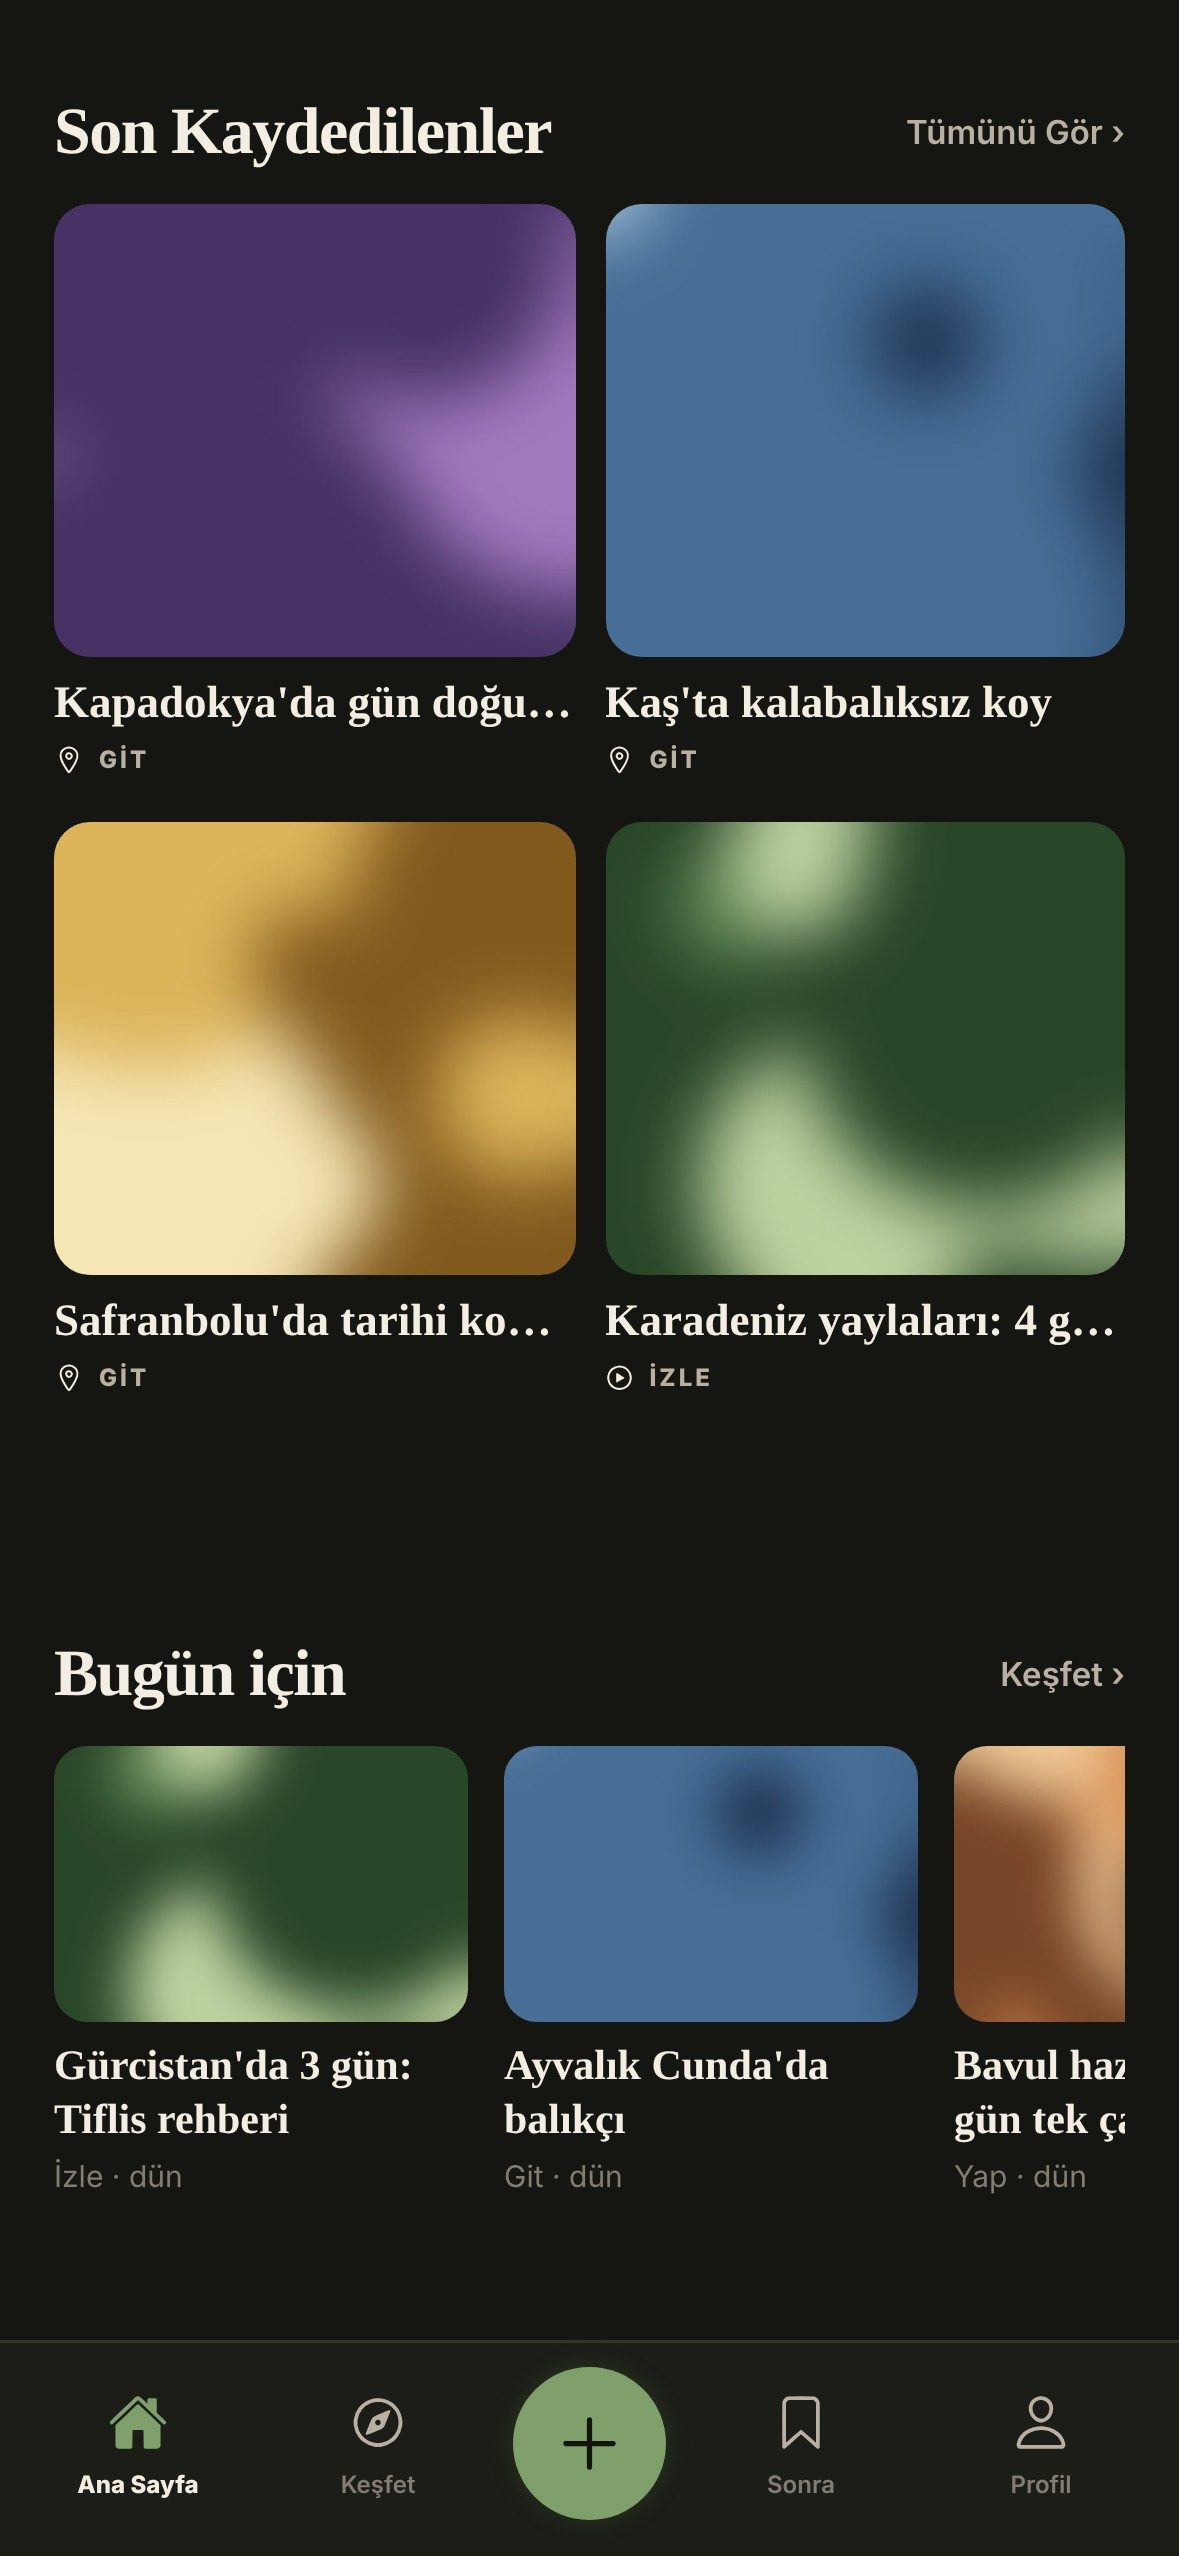 Son Kaydedilenler
Tümünü Gör ›
Kapadokya'da gün doğu…
Kaş'ta kalabalıksız koy
GİT
GİT
Safranbolu'da tarihi ko…
Karadeniz yaylaları: 4 g…
GİT
İZLE
Bugün için
Keşfet ›
Gürcistan'da 3 gün:
Tiflis rehberi
İzle · dün
Ayvalık Cunda'da
balıkçı
Git · dün
Bavul haz
gün tek ça
Yap · dün
Ana Sayfa
Keşfet
Sonra
Profil